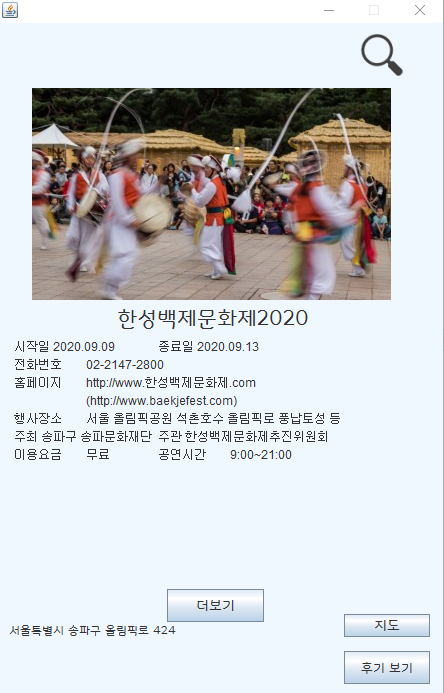 한성백제문화제2020
시작일 2020.09.09 종료일 2020.09.13
전화번호 02-2147-2800
홈페이지 http://www.한성백제문화제.com
(http://www.baekjefest.com)
행사장소 서울 올림픽공원 석촌호수 올림픽로 풍납토성 등
주최 송파구 송파문화재단 주관 한성백제문화제추진위원회
이용요금 무료 공연시간 9:00~21:00
더보기
서울특별시 송파구 올림픽로 424
지도
후기 보기